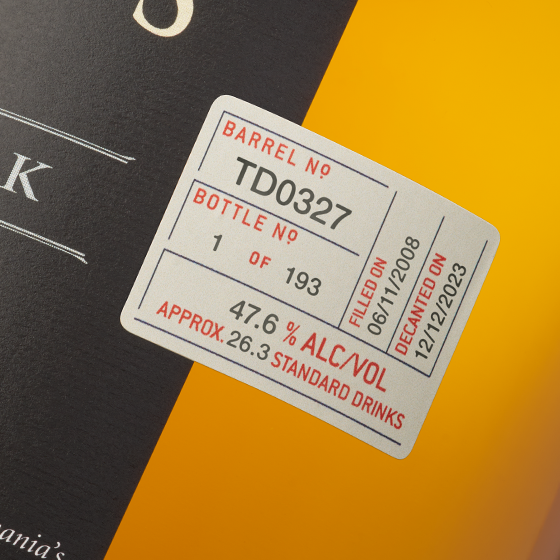 S
K
BARREL Nº
TD0327
BOTTLE Nº
1 OF 193
FILLED ON
06/11/2008
DECANTED ON
12/12/2023
47.6 % ALC/VOL
APPROX. 26.3 STANDARD DRINKS
ania's